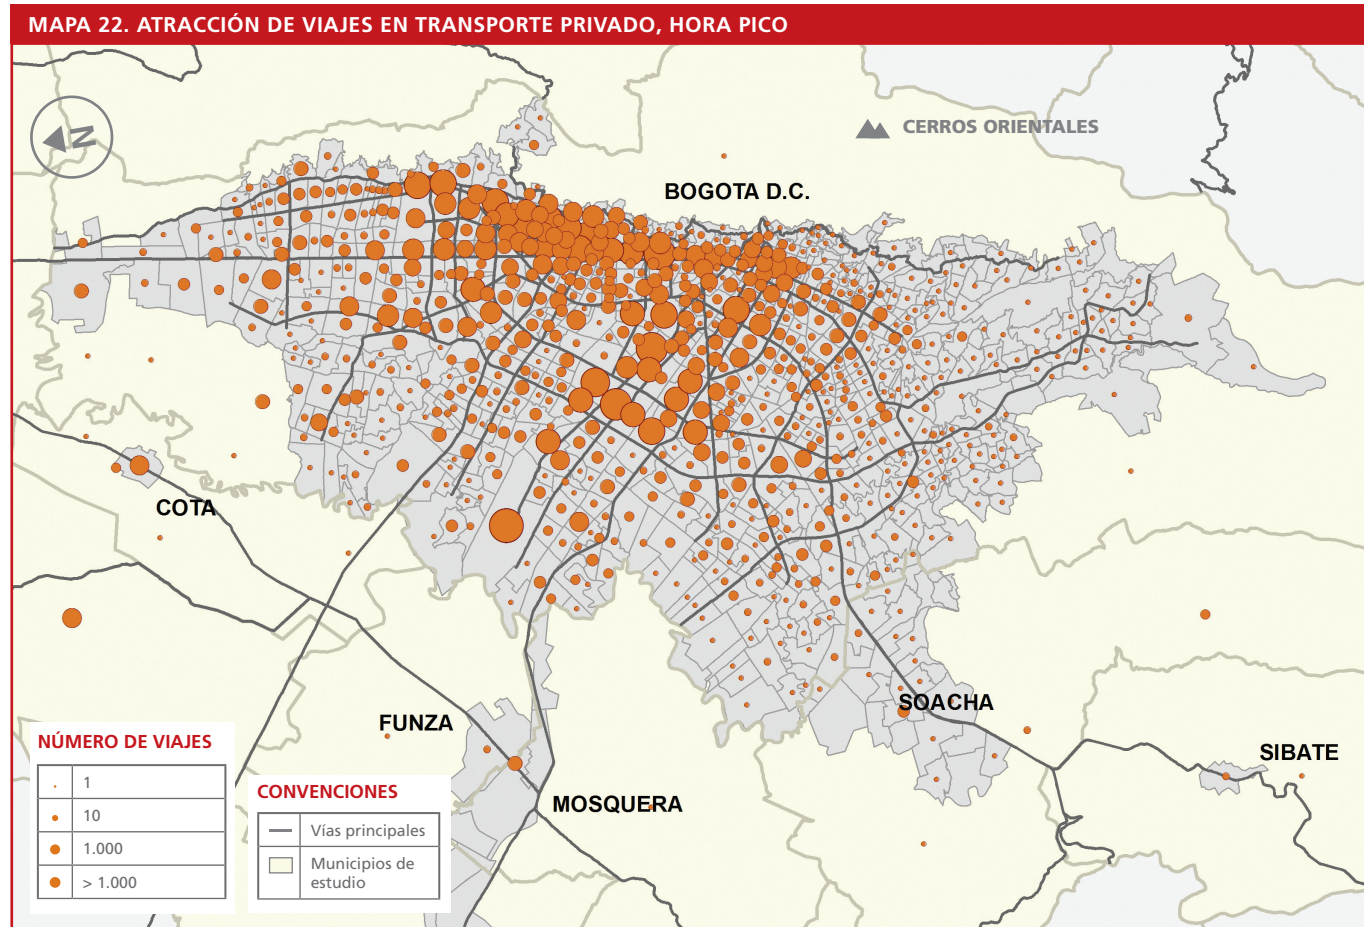 MAPA 22. ATRACCIÓN DE VIAJES EN TRANSPORTE PRIVADO, HORA PICO
N
CERROS ORIENTALES
BOGOTA D.C.
COTA
FUNZA
SOACHA
SIBATE
MOSQUERA
NÚMERO DE VIAJES
1
10
1.000
> 1.000
CONVENCIONES
Vías principales
Municipios de
estudio